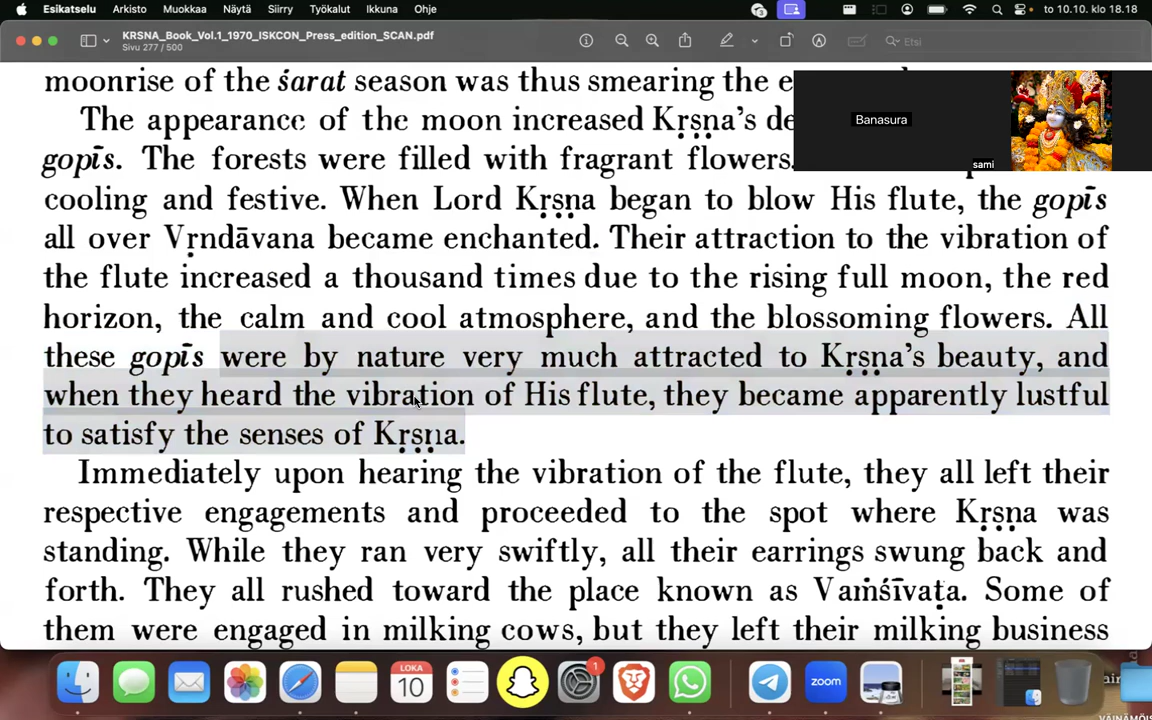 Esikatselu Arkisto Muokkaa Näytä Siirry Työkalut Ikkuna Ohje to 10.10. klo 18.18
KRSNA_Book_Vol.1_1970_ISKCON_Press_edition_SCAN.pdf
Sivu 277 / 500
Etsi
moonrise of the śarat season was thus smearing the
The appearance of the moon increased Kṛṣṇa's
Banasura
gopīs. The forests were filled with fragrant flowers.
sami
cooling and festive. When Lord Kṛṣṇa began to blow His flute, the gopīs
all over Vṛndāvana became enchanted. Their attraction to the vibration of
the flute increased a thousand times due to the rising full moon, the red
horizon, the calm and cool atmosphere, and the blossoming flowers. All
these gopīs were by nature very much attracted to Kṛṣṇa's beauty, and
when they heard the vibration of His flute, they became apparently lustful
to satisfy the senses of Kṛṣṇa.
Immediately upon hearing the vibration of the flute, they all left their
respective engagements and proceeded to the spot where Kṛṣṇa was
standing. While they ran very swiftly, all their earrings swung back and
forth. They all rushed toward the place known as Vaṁśīvaṭa. Some of
them were engaged in milking cows, but they left their milking business
LOKA
10
1
zoom